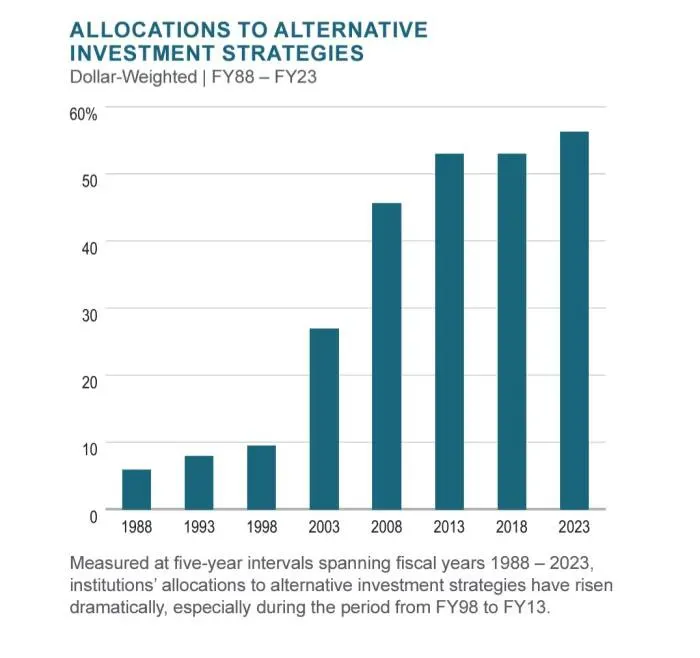 ALLOCATIONS TO ALTERNATIVE
INVESTMENT STRATEGIES
Dollar-Weighted | FY88 – FY23
60%
50
40
30
20
10
0
1988 1993 1998 2003 2008 2013 2018 2023
Measured at five-year intervals spanning fiscal years 1988 – 2023,
institutions’ allocations to alternative investment strategies have risen
dramatically, especially during the period from FY98 to FY13.